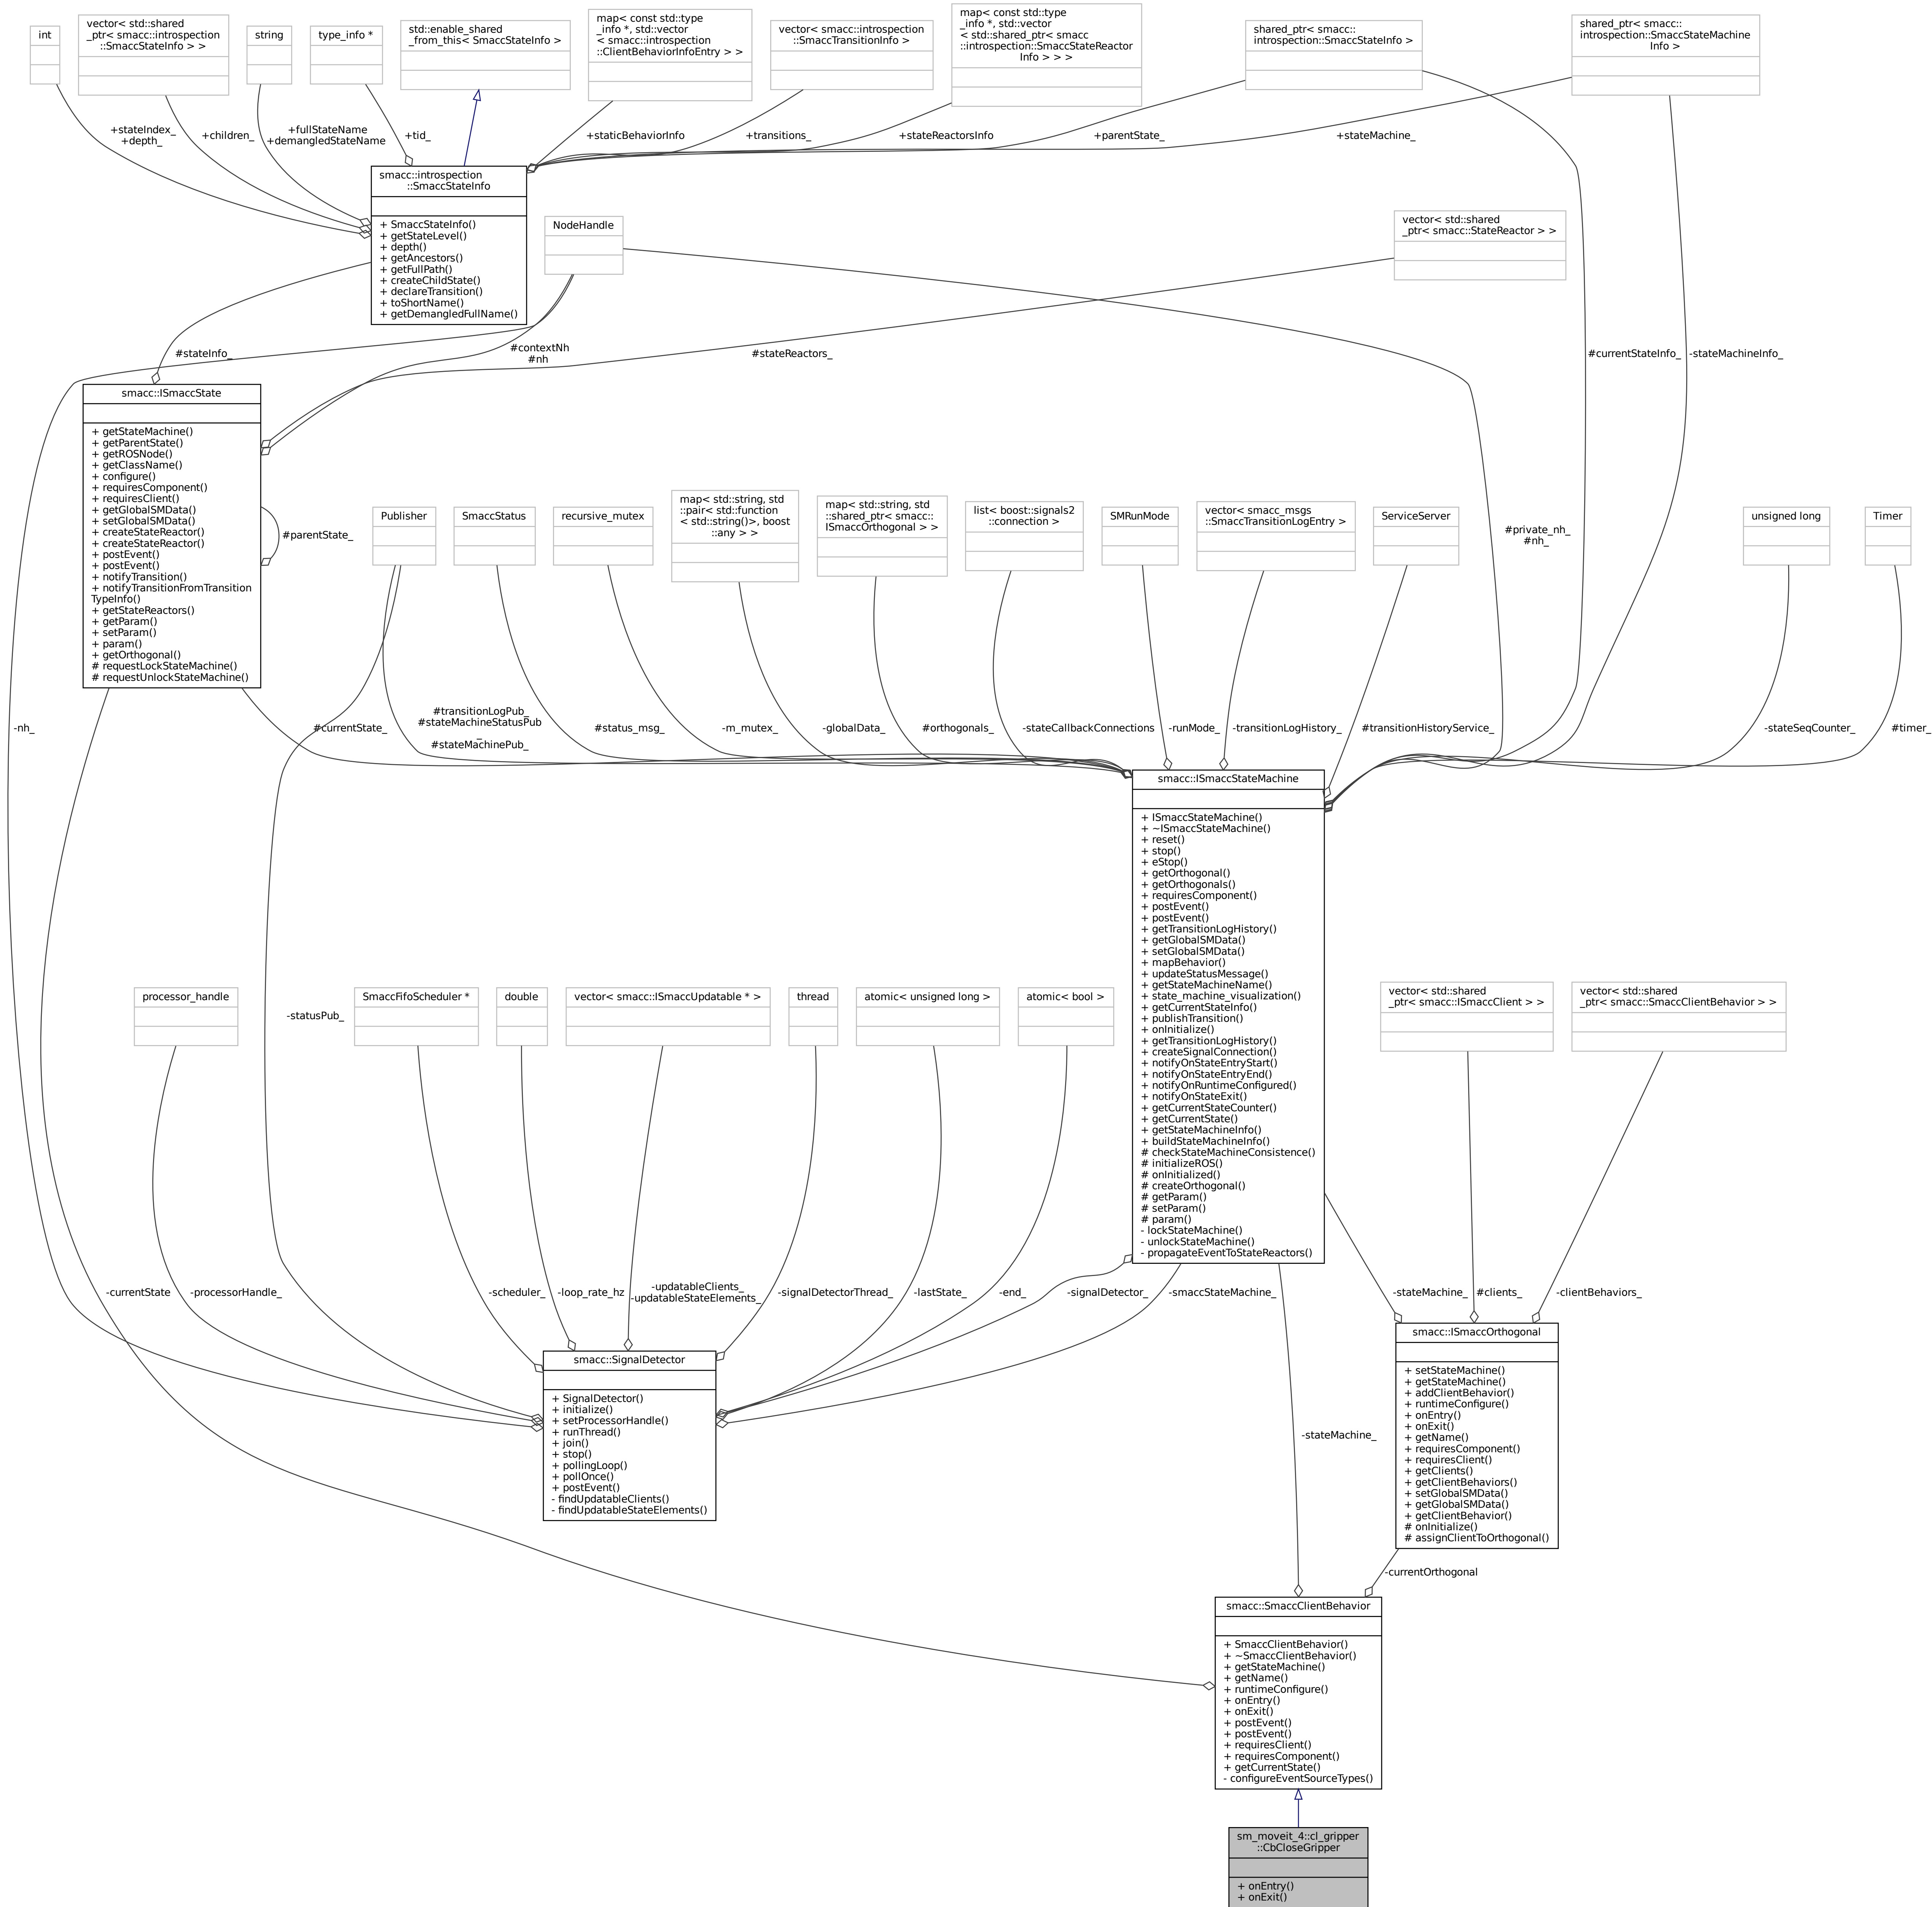 int
vector< std::shared
_ptr< smacc::introspection
::SmaccStateInfo > >
string
type_info *
std::enable_shared
_from_this< SmaccStateInfo >
map< const std::type
_info *, std::vector
< smacc::introspection
::ClientBehaviorInfoEntry > >
vector< smacc::introspection
::SmaccTransitionInfo >
map< const std::type
_info *, std::vector
< std::shared_ptr< smacc
::introspection::SmaccStateReactor
Info > > >
shared_ptr< smacc::
introspection::SmaccStateInfo >
shared_ptr< smacc::
introspection::SmaccStateMachine
Info >
+stateIndex_
+depth_
+children_
+fullStateName
+demangledStateName
+tid_
+staticBehaviorInfo
+transitions_
+stateReactorsInfo
+parentState_
+stateMachine_
smacc::introspection
::SmaccStateInfo
+ SmaccStateInfo()
+ getStateLevel()
+ depth()
+ getAncestors()
+ getFullPath()
+ createChildState()
+ declareTransition()
+ toShortName()
+ getDemangledFullName()
NodeHandle
vector< std::shared
_ptr< smacc::StateReactor > >
#stateInfo_
#contextNh
#nh
#stateReactors_
#currentStateInfo_
-stateMachineInfo_
smacc::ISmaccState
+ getStateMachine()
+ getParentState()
+ getROSNode()
+ getClassName()
+ configure()
+ requiresComponent()
+ requiresClient()
+ getGlobalSMData()
+ setGlobalSMData()
+ createStateReactor()
+ createStateReactor()
+ postEvent()
+ postEvent()
+ notifyTransition()
+ notifyTransitionFromTransition
TypeInfo()
+ getStateReactors()
+ getParam()
+ setParam()
+ param()
+ getOrthogonal()
# requestLockStateMachine()
# requestUnlockStateMachine()
#parentState_
Publisher
SmaccStatus
recursive_mutex
map< std::string, std
::pair< std::function
< std::string()>, boost
::any > >
map< std::string, std
::shared_ptr< smacc::
ISmaccOrthogonal > >
list< boost::signals2
::connection >
SMRunMode
vector< smacc_msgs
::SmaccTransitionLogEntry >
ServiceServer
#private_nh_
#nh_
unsigned long
Timer
-nh_
#currentState_
#transitionLogPub_
#stateMachineStatusPub
_
#stateMachinePub_
#status_msg_
-m_mutex_
-globalData_
#orthogonals_
-stateCallbackConnections
-runMode_
-transitionLogHistory_
#transitionHistoryService_
-stateSeqCounter_
#timer_
smacc::ISmaccStateMachine
+ ISmaccStateMachine()
+ ~ISmaccStateMachine()
+ reset()
+ stop()
+ eStop()
+ getOrthogonal()
+ getOrthogonals()
+ requiresComponent()
+ postEvent()
+ postEvent()
+ getTransitionLogHistory()
+ getGlobalSMData()
+ setGlobalSMData()
+ mapBehavior()
+ updateStatusMessage()
+ getStateMachineName()
+ state_machine_visualization()
+ getCurrentStateInfo()
+ publishTransition()
+ onInitialize()
+ getTransitionLogHistory()
+ createSignalConnection()
+ notifyOnStateEntryStart()
+ notifyOnStateEntryEnd()
+ notifyOnRuntimeConfigured()
+ notifyOnStateExit()
+ getCurrentStateCounter()
+ getCurrentState()
+ getStateMachineInfo()
+ buildStateMachineInfo()
# checkStateMachineConsistence()
# initializeROS()
# onInitialized()
# createOrthogonal()
# getParam()
# setParam()
# param()
- lockStateMachine()
- unlockStateMachine()
- propagateEventToStateReactors()
processor_handle
-statusPub_
SmaccFifoScheduler *
double
vector< smacc::ISmaccUpdatable * >
thread
atomic< unsigned long >
atomic< bool >
vector< std::shared
_ptr< smacc::ISmaccClient > >
vector< std::shared
_ptr< smacc::SmaccClientBehavior > >
-currentState
-processorHandle_
-scheduler_
-loop_rate_hz
-updatableClients_
-updatableStateElements_
-signalDetectorThread_
-lastState_
-end_
-signalDetector_
-smaccStateMachine_
-stateMachine_
#clients_
-clientBehaviors_
smacc::SignalDetector
+ SignalDetector()
+ initialize()
+ setProcessorHandle()
+ runThread()
+ join()
+ stop()
+ pollingLoop()
+ pollOnce()
+ postEvent()
- findUpdatableClients()
- findUpdatableStateElements()
-stateMachine_
smacc::ISmaccOrthogonal
+ setStateMachine()
+ getStateMachine()
+ addClientBehavior()
+ runtimeConfigure()
+ onEntry()
+ onExit()
+ getName()
+ requiresComponent()
+ requiresClient()
+ getClients()
+ getClientBehaviors()
+ setGlobalSMData()
+ getGlobalSMData()
+ getClientBehavior()
# onInitialize()
# assignClientToOrthogonal()
-currentOrthogonal
smacc::SmaccClientBehavior
+ SmaccClientBehavior()
+ ~SmaccClientBehavior()
+ getStateMachine()
+ getName()
+ runtimeConfigure()
+ onEntry()
+ onExit()
+ postEvent()
+ postEvent()
+ requiresClient()
+ requiresComponent()
+ getCurrentState()
- configureEventSourceTypes()
sm_moveit_4::cl_gripper
::CbCloseGripper
+ onEntry()
+ onExit()